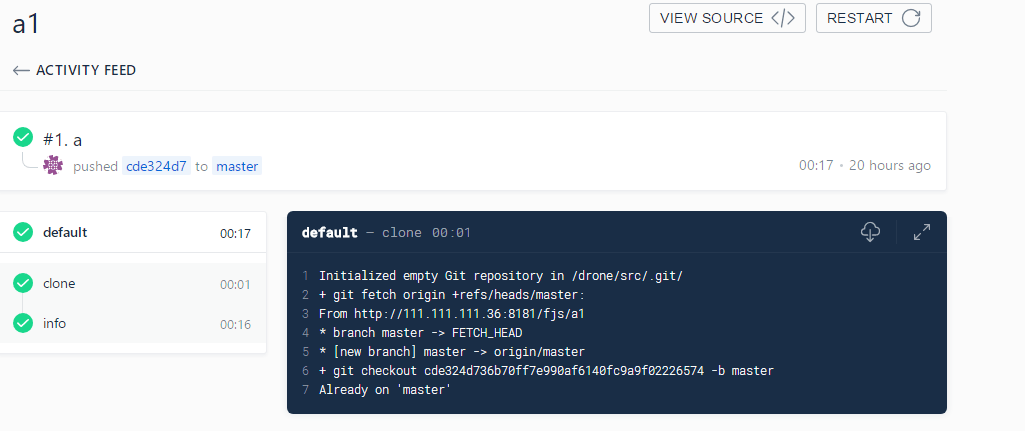 a1
VIEW SOURCE </>
RESTART
← ACTIVITY FEED
#1. a
pushed cde324d7 to master
00:17 • 20 hours ago
default 00:17
clone 00:01
info 00:16
default — clone 00:01
1 Initialized empty Git repository in /drone/src/.git/
2 + git fetch origin +refs/heads/master:
3 From http://111.111.111.36:8181/fjs/a1
4 * branch master -> FETCH_HEAD
5 * [new branch] master -> origin/master
6 + git checkout cde324d736b70ff7e990af6140fc9a9f02226574 -b master
7 Already on 'master'